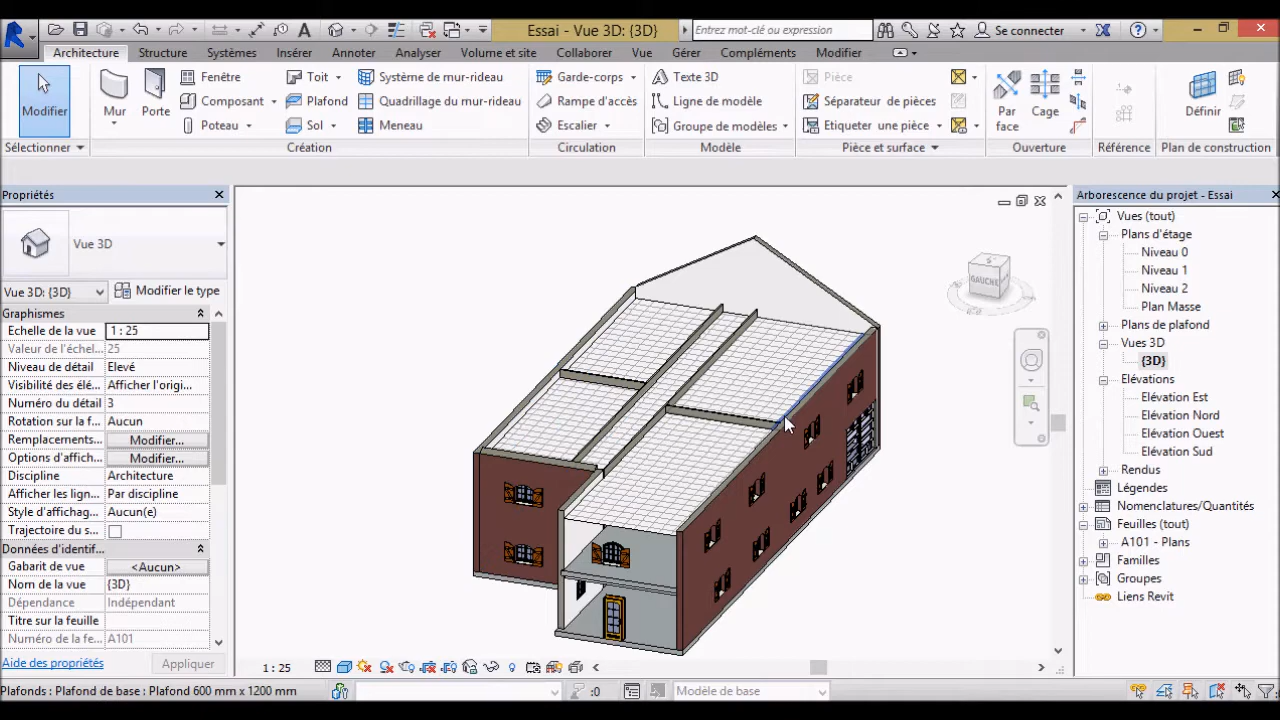 Essai - Vue 3D: {3D}
Entrez mot-clé ou expression
Se connecter
Architecture Structure Systèmes Insérer Annoter Analyser Volume et site Collaborer Vue Gérer Compléments Modifier
Modifier
Mur
Porte
Fenêtre
Composant
Poteau
Toit
Plafond
Sol
Système de mur-rideau
Quadrillage du mur-rideau
Meneau
Garde-corps
Rampe d'accès
Escalier
Texte 3D
Ligne de modèle
Groupe de modèles
Pièce
Séparateur de pièces
Etiqueter une pièce
Par
face
Cage
Définir
Sélectionner
Création
Circulation
Modèle
Pièce et surface
Ouverture
Référence
Plan de construction
Propriétés
Vue 3D
Vue 3D: {3D}
Modifier le type
Graphismes
Echelle de la vue 1 : 25
Valeur de l'échel... 25
Niveau de détail Elevé
Visibilité des élé... Afficher l'origi...
Numéro du détail 3
Rotation sur la f... Aucun
Remplacements... Modifier...
Options d'affich... Modifier...
Discipline Architecture
Afficher les lign... Par discipline
Style d'affichag... Aucun(e)
Trajectoire du s...
Données d'identif...
Gabarit de vue <Aucun>
Nom de la vue {3D}
Dépendance Indépendant
Titre sur la feuille
Numéro de la fe... A101
Aide des propriétés
Appliquer
GAUCHE
1 : 25
Arborescence du projet - Essai
Vues (tout)
Plans d'étage
Niveau 0
Niveau 1
Niveau 2
Plan Masse
Plans de plafond
Vues 3D
{3D}
Elévations
Elévation Est
Elévation Nord
Elévation Ouest
Elévation Sud
Rendus
Légendes
Nomenclatures/Quantités
Feuilles (tout)
A101 - Plans
Familles
Groupes
Liens Revit
Plafonds : Plafond de base : Plafond 600 mm x 1200 mm
:0
Modèle de base